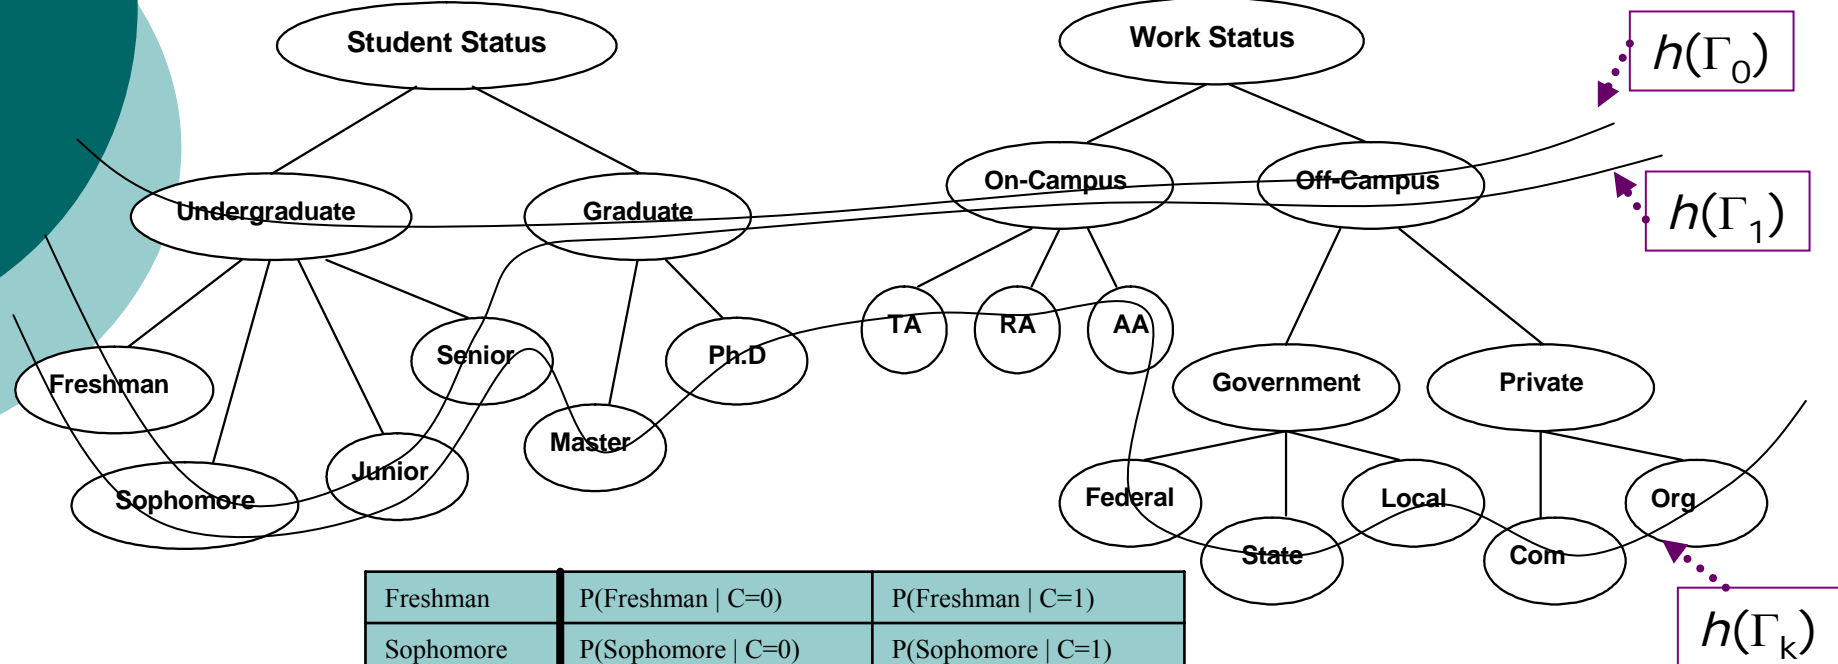 Student Status
Work Status
h(Γ0)
On-Campus
Off-Campus
Undergraduate
Graduate
h(Γ1)
TA
RA
AA
Senior
Ph.D
Freshman
Government
Private
Master
Junior
Sophomore
Federal
Local
Org
State
Com
Freshman P(Freshman | C=0) P(Freshman | C=1)
Sophomore P(Sophomore | C=0) P(Sophomore | C=1)
h(Γk)